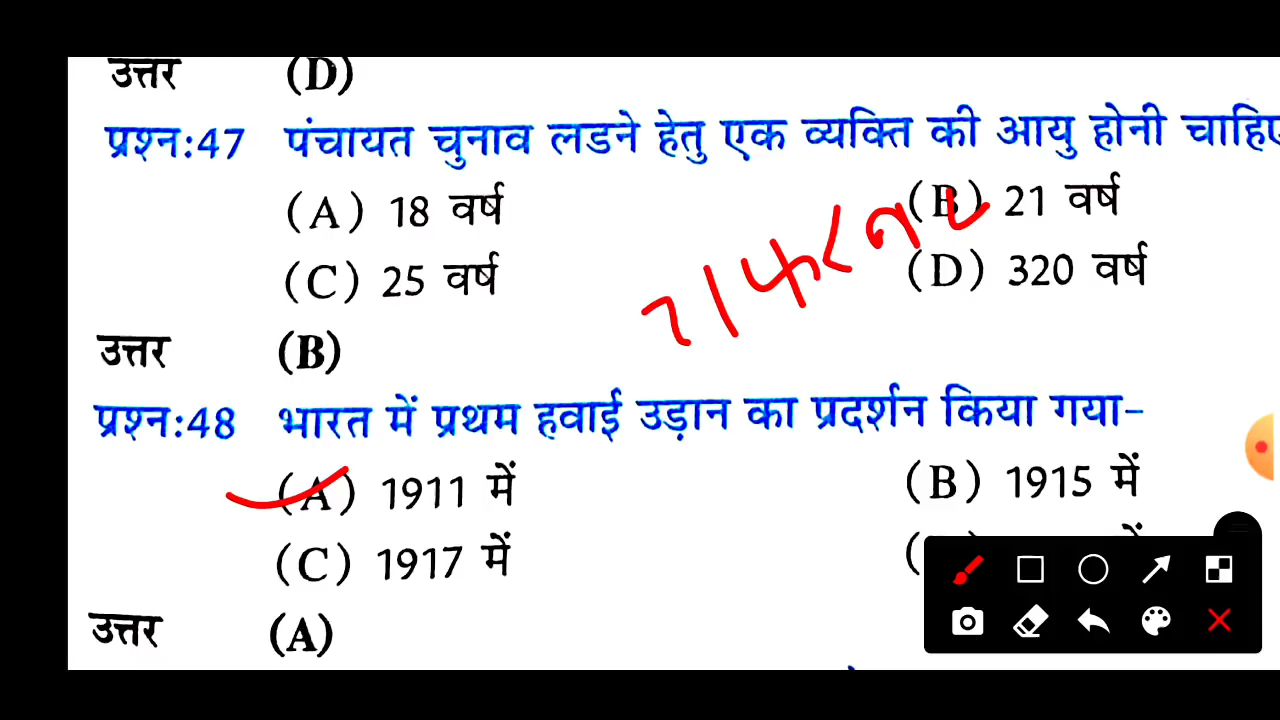 उत्तर (D)
प्रश्न:47 पंचायत चुनाव लडने हेतु एक व्यक्ति की आयु होनी चाहिए
(A) 18 वर्ष (B) 21 वर्ष
(C) 25 वर्ष (D) 320 वर्ष
उत्तर (B)
प्रश्न:48 भारत में प्रथम हवाई उड़ान का प्रदर्शन किया गया-
(A) 1911 में (B) 1915 में
(C) 1917 में
उत्तर (A)